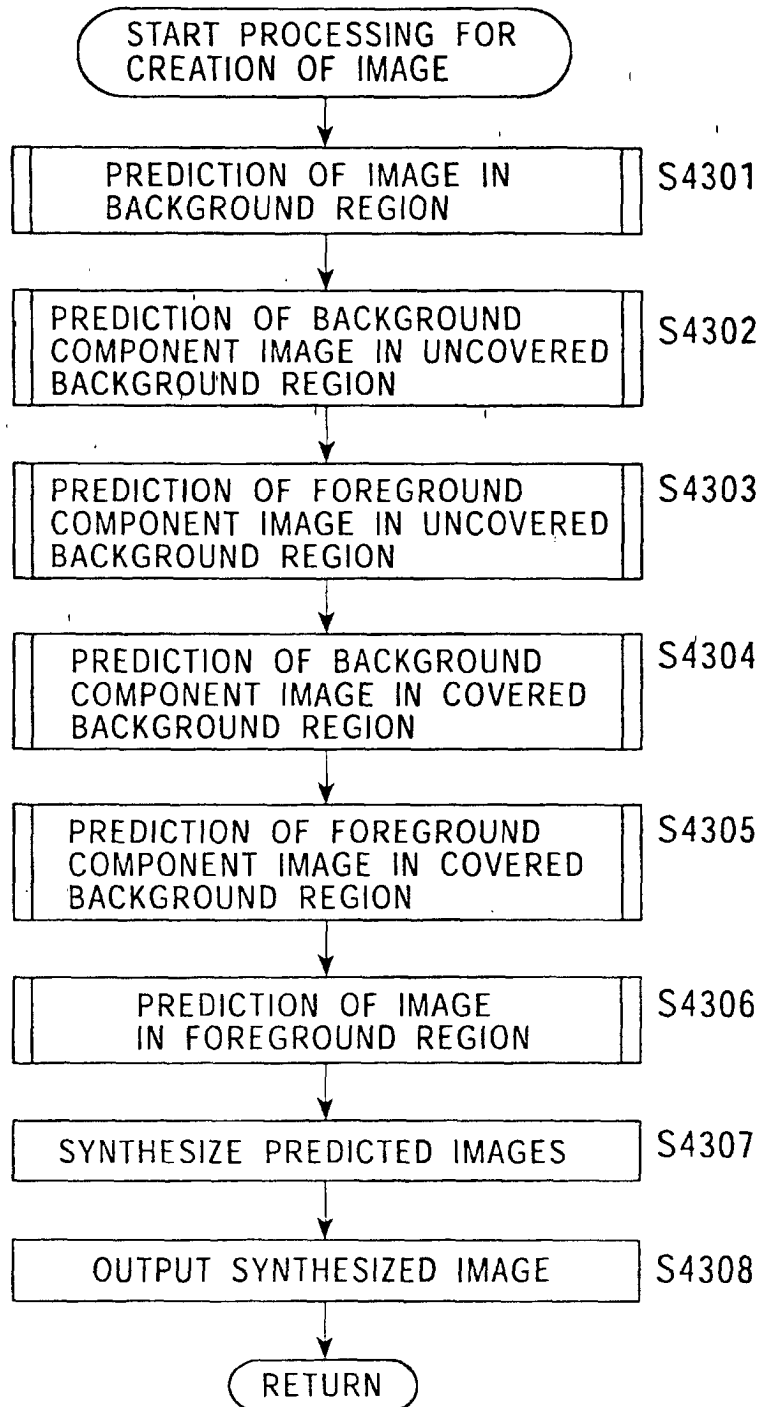 START PROCESSING FOR
CREATION OF IMAGE
PREDICTION OF IMAGE IN
BACKGROUND REGION
S4301
PREDICTION OF BACKGROUND
COMPONENT IMAGE IN UNCOVERED
BACKGROUND REGION
S4302
PREDICTION OF FOREGROUND
COMPONENT IMAGE IN UNCOVERED
BACKGROUND REGION
S4303
PREDICTION OF BACKGROUND
COMPONENT IMAGE IN COVERED
BACKGROUND REGION
S4304
PREDICTION OF FOREGROUND
COMPONENT IMAGE IN COVERED
BACKGROUND REGION
S4305
PREDICTION OF IMAGE
IN FOREGROUND REGION
S4306
SYNTHESIZE PREDICTED IMAGES
S4307
OUTPUT SYNTHESIZED IMAGE
S4308
RETURN